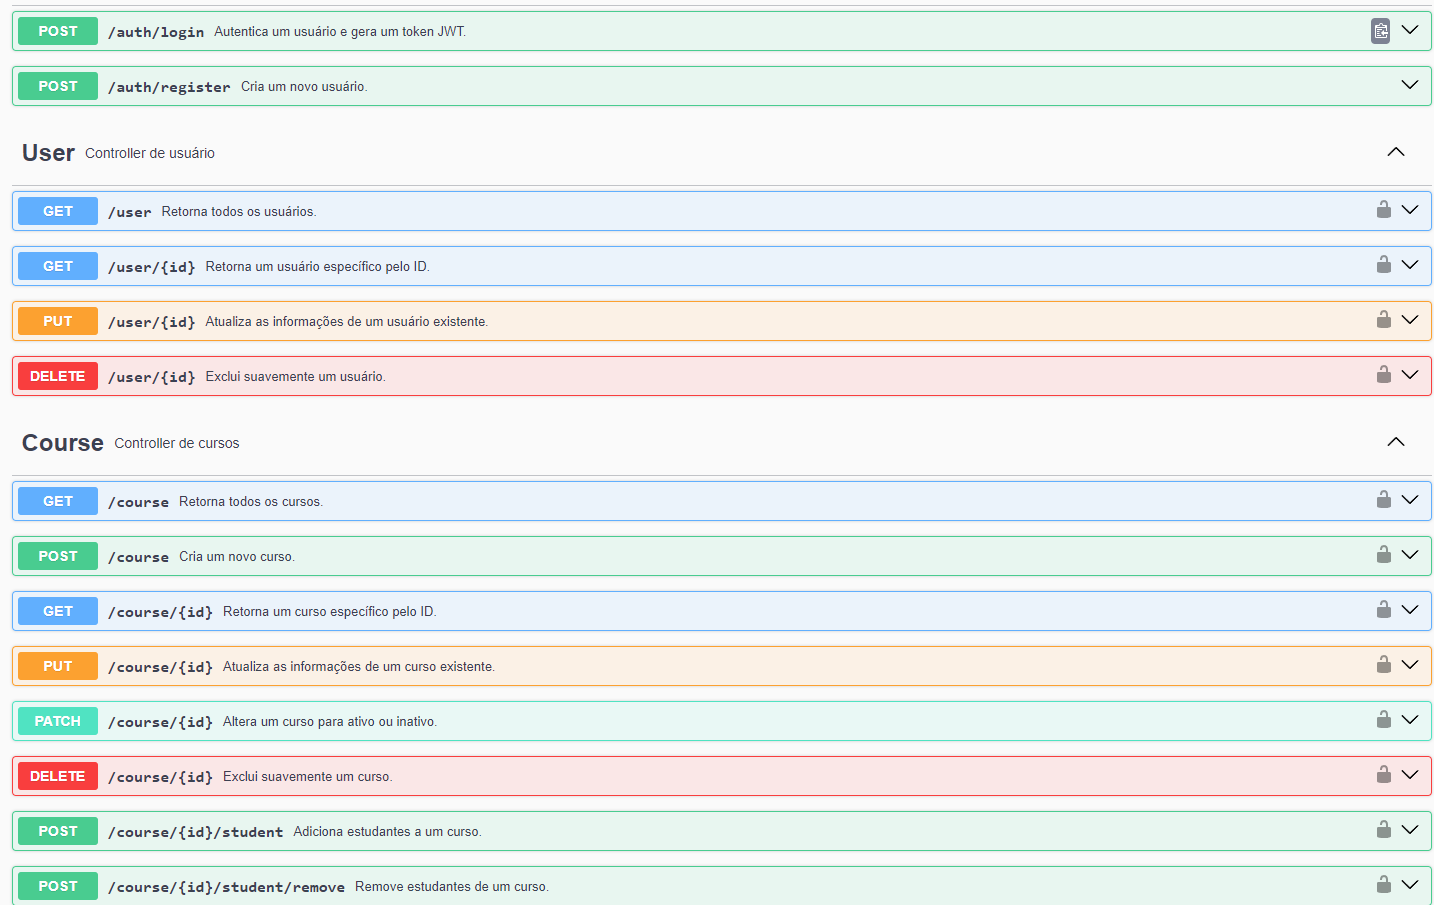 POST /auth/login Autentica um usuário e gera um token JWT.
POST /auth/register Cria um novo usuário.
User Controller de usuário
GET /user Retorna todos os usuários.
GET /user/{id} Retorna um usuário específico pelo ID.
PUT /user/{id} Atualiza as informações de um usuário existente.
DELETE /user/{id} Exclui suavemente um usuário.
Course Controller de cursos
GET /course Retorna todos os cursos.
POST /course Cria um novo curso.
GET /course/{id} Retorna um curso específico pelo ID.
PUT /course/{id} Atualiza as informações de um curso existente.
PATCH /course/{id} Altera um curso para ativo ou inativo.
DELETE /course/{id} Exclui suavemente um curso.
POST /course/{id}/student Adiciona estudantes a um curso.
POST /course/{id}/student/remove Remove estudantes de um curso.